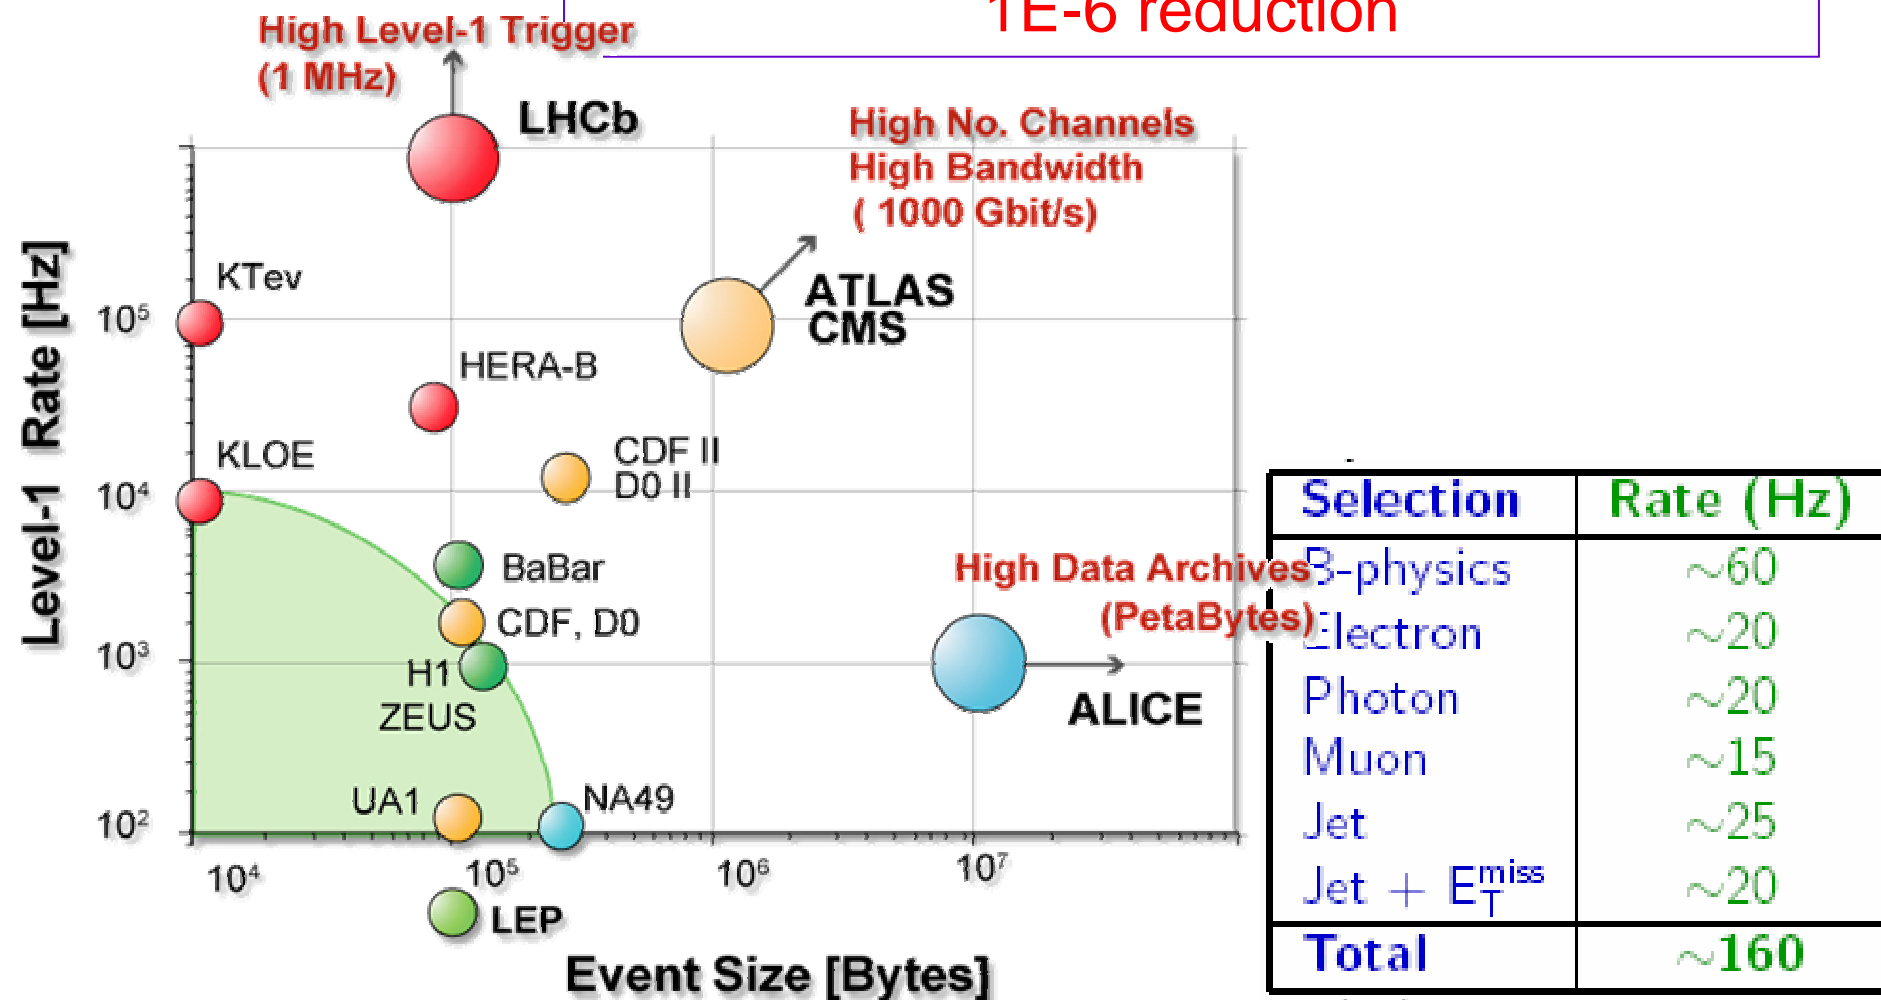 1E-6 reduction
High Level-1 Trigger
(1 MHz)
LHCb
High No. Channels
High Bandwidth
( 1000 Gbit/s)
KTev
ATLAS
CMS
HERA-B
KLOE
CDF II
D0 II
BaBar
High Data Archives
(PetaBytes)
CDF, D0
H1
ZEUS
ALICE
UA1
NA49
LEP
Level-1 Rate [Hz]
10⁵
10⁴
10³
10²
10⁴ 10⁵ 10⁶ 10⁷
Event Size [Bytes]
Selection Rate (Hz)
B-physics ~60
Electron ~20
Photon ~20
Muon ~15
Jet ~25
Jet + E_T^miss ~20
Total ~160